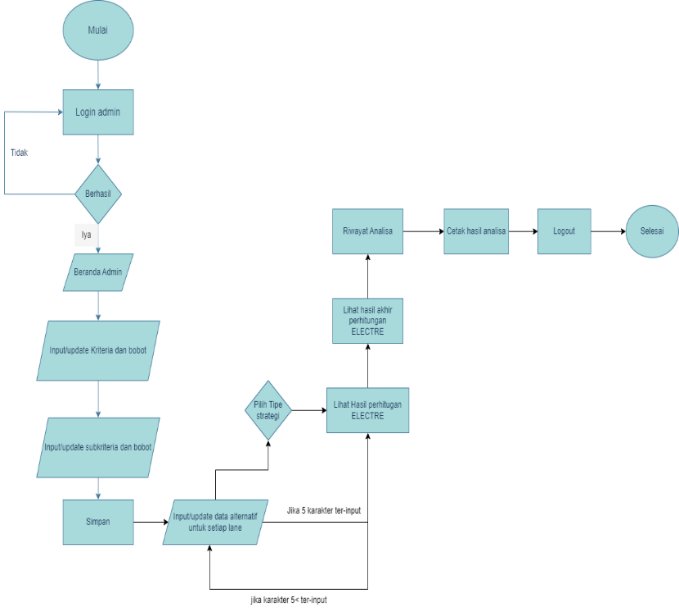 Mulai
Login admin
Tidak
Berhasil
Iya
Beranda Admin
Input/update Kriteria dan bobot
Input/update subkriteria dan bobot
Simpan
Input/update data alternatif
untuk setiap lane
Pilih Tipe
strategi
Jika 5 karakter ter-input
jika karakter 5< ter-input
Lihat Hasil perhitugan
ELECTRE
Lihat hasil akhir
perhitungan
ELECTRE
Riwayat Analisa
Cetak hasil analisa
Logout
Selesai